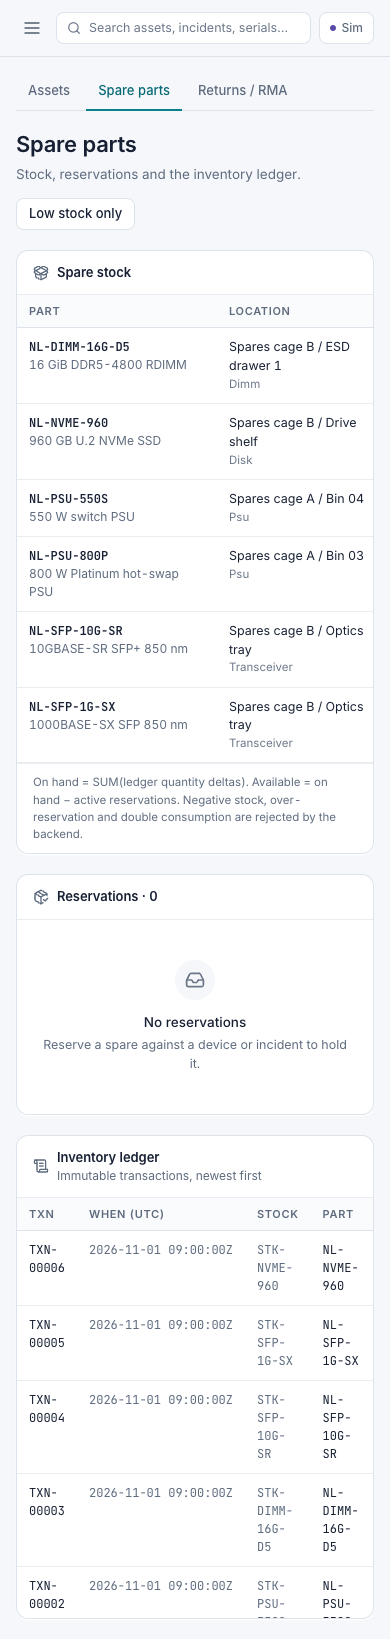 Search assets, incidents, serials...
Sim
Assets
Spare parts
Returns / RMA
Spare parts
Stock, reservations and the inventory ledger.
Low stock only
Spare stock
PART
LOCATION
NL-DIMM-16G-D5
16 GiB DDR5-4800 RDIMM
Spares cage B / ESD
drawer 1
Dimm
NL-NVME-960
960 GB U.2 NVMe SSD
Spares cage B / Drive
shelf
Disk
NL-PSU-550S
550 W switch PSU
Spares cage A / Bin 04
Psu
NL-PSU-800P
800 W Platinum hot-swap
PSU
Spares cage A / Bin 03
Psu
NL-SFP-10G-SR
10GBASE-SR SFP+ 850 nm
Spares cage B / Optics
tray
Transceiver
NL-SFP-1G-SX
1000BASE-SX SFP 850 nm
Spares cage B / Optics
tray
Transceiver
On hand = SUM(ledger quantity deltas). Available = on
hand − active reservations. Negative stock, over-
reservation and double consumption are rejected by the
backend.
Reservations · 0
No reservations
Reserve a spare against a device or incident to hold
it.
Inventory ledger
Immutable transactions, newest first
TXN
WHEN (UTC)
STOCK
PART
TXN-
00006
2026-11-01 09:00:00Z
STK-
NVME-
960
NL-
NVME-
960
TXN-
00005
2026-11-01 09:00:00Z
STK-
SFP-
1G-SX
NL-
SFP-
1G-SX
TXN-
00004
2026-11-01 09:00:00Z
STK-
SFP-
10G-
SR
NL-
SFP-
10G-
SR
TXN-
00003
2026-11-01 09:00:00Z
STK-
DIMM-
16G-
D5
NL-
DIMM-
16G-
D5
TXN-
00002
2026-11-01 09:00:00Z
STK-
PSU-
NL-
PSU-